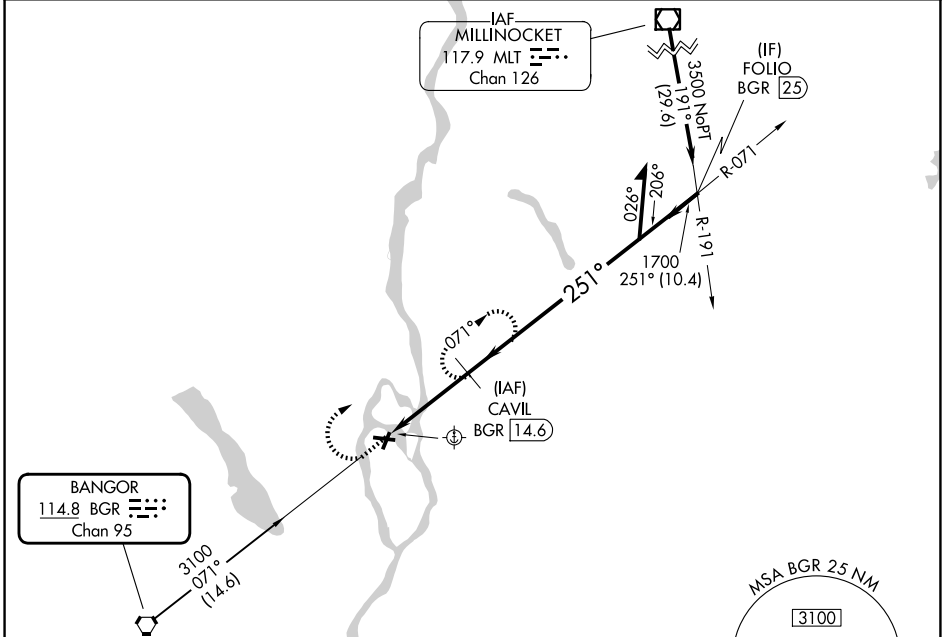 IAF
MILLINOCKET
117.9 MLT
Chan 126
(IF)
FOLIO
BGR 25
3500 NoPT
191°
(29.6)
R-071
026°
206°
R-191
1700
251° (10.4)
251°
071°
(IAF)
CAVIL
BGR 14.6
BANGOR
114.8 BGR
Chan 95
3100
071°
(14.6)
MSA BGR 25 NM
3100